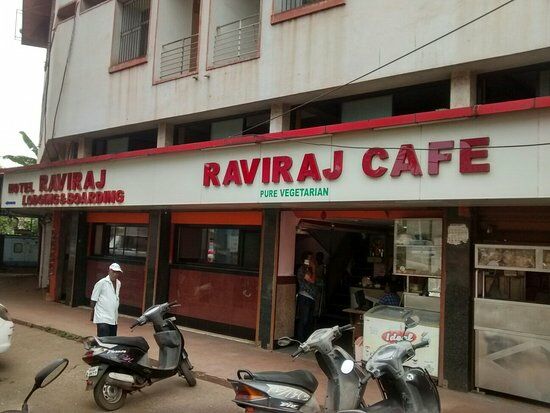 HOTEL RAVIRAJ
LODGING & BOARDING
RAVIRAJ CAFE
PURE VEGETARIAN
Ideal